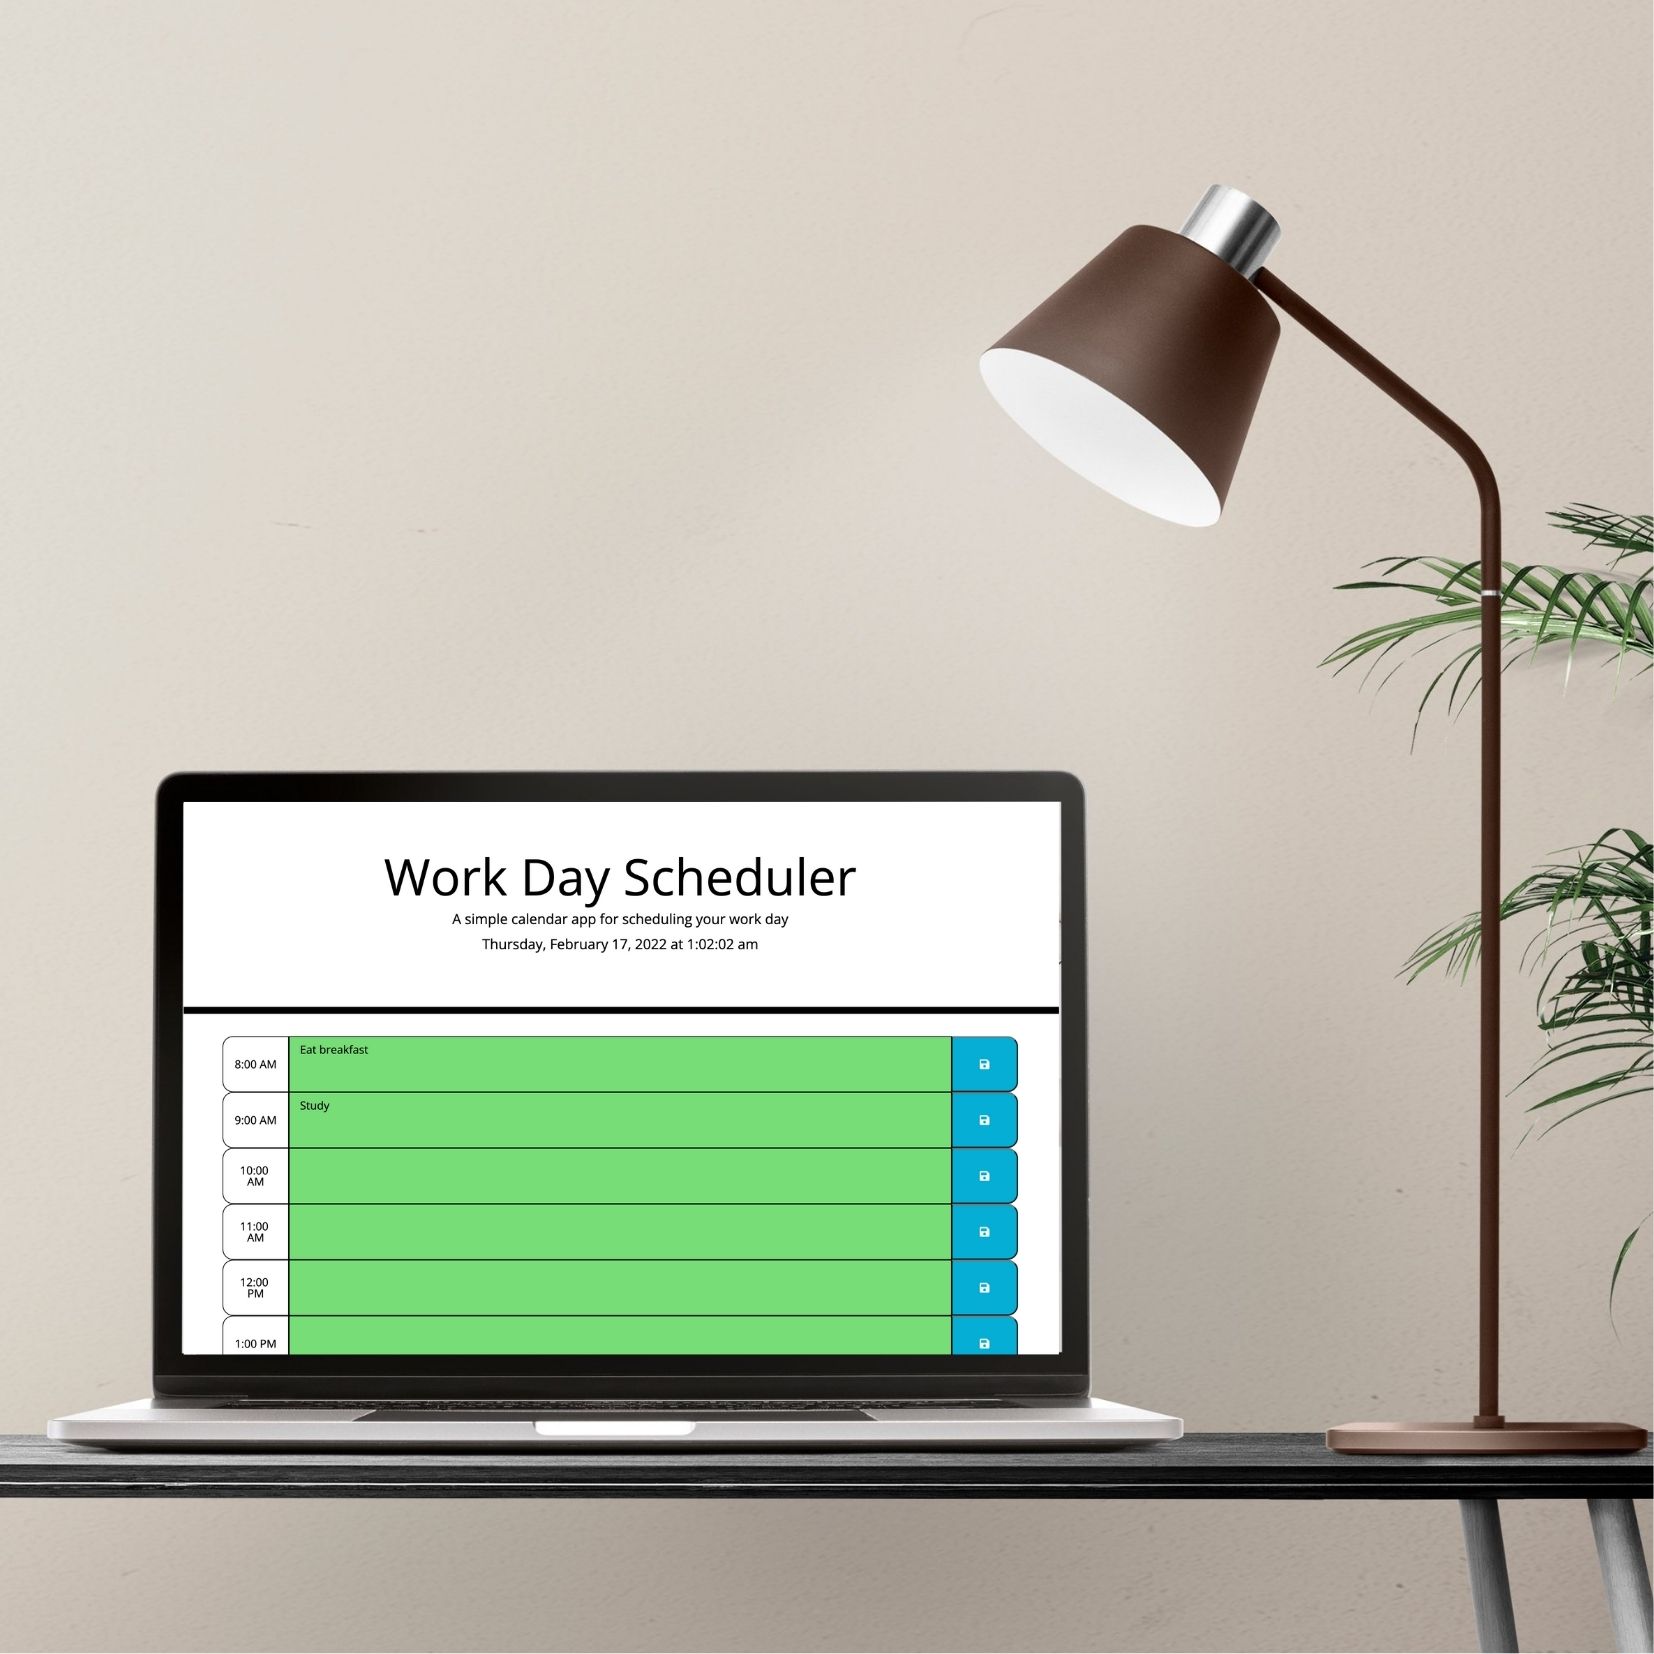 Work Day Scheduler
A simple calendar app for scheduling your work day
Thursday, February 17, 2022 at 1:02:02 am
8:00 AM
Eat breakfast
9:00 AM
Study
10:00
AM
11:00
AM
12:00
PM
1:00 PM